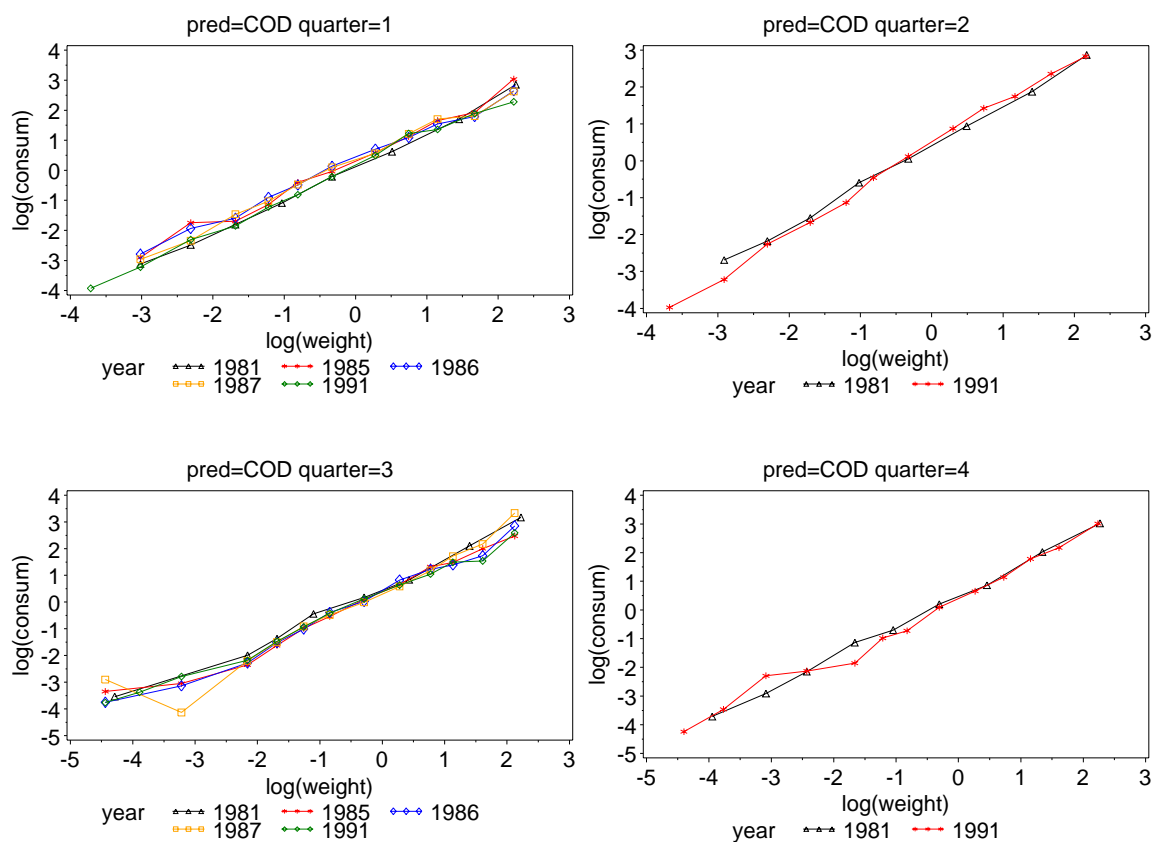 pred=COD quarter=1
4
3
2
1
0
-1
-2
-3
-4
log(consum)
-4 -3 -2 -1 0 1 2 3
log(weight)
year 1981 1985 1986
1987 1991
pred=COD quarter=2
3
2
1
0
-1
-2
-3
-4
log(consum)
-4 -3 -2 -1 0 1 2 3
log(weight)
year 1981 1991
pred=COD quarter=3
4
3
2
1
0
-1
-2
-3
-4
-5
log(consum)
-5 -4 -3 -2 -1 0 1 2 3
log(weight)
year 1981 1985 1986
1987 1991
pred=COD quarter=4
4
3
2
1
0
-1
-2
-3
-4
-5
log(consum)
-5 -4 -3 -2 -1 0 1 2 3
log(weight)
year 1981 1991